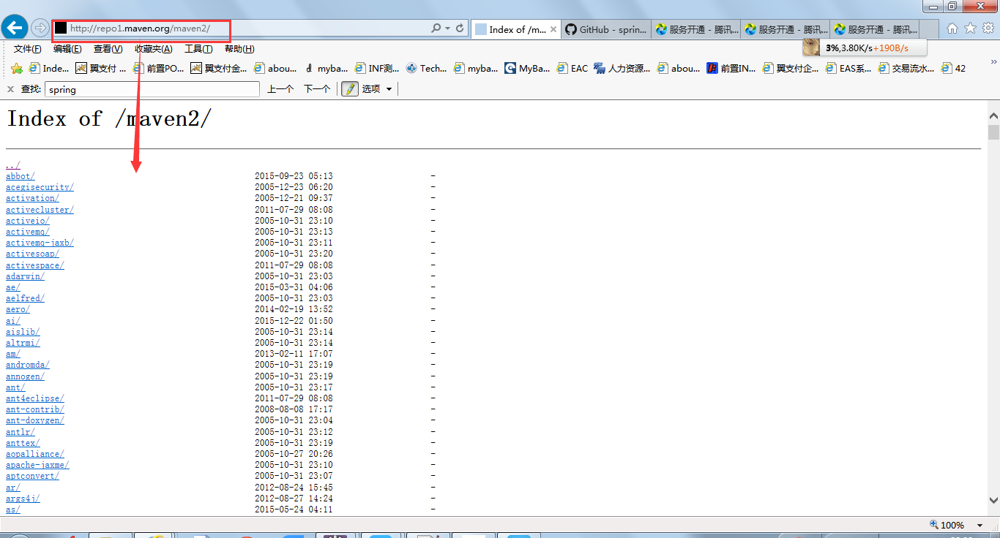 http://repo1.maven.org/maven2/
Index of /m...
GitHub - sprin...
服务开通 - 腾讯...
服务开通 - 腾讯...
服务开通 - 腾讯...
文件(F) 编辑(E) 查看(V) 收藏夹(A) 工具(T) 帮助(H)
3%,3.80K/s+190B/s
Inde... 翼支付 ... 前置PO... 翼支付金... abou... myba... INF测... Tech... myba... MyBa... EAC 人力资源... abou... 前置IN... 翼支付企... EAS系... 交易流水... 42
查找: spring 上一个 下一个 选项
Index of /maven2/
../
abbot/ 2015-09-23 05:13 -
acegisecurity/ 2005-12-23 06:20 -
activation/ 2005-12-21 09:37 -
activecluster/ 2011-07-29 08:08 -
activeio/ 2005-10-31 23:10 -
activemq/ 2005-10-31 23:13 -
activemq-jaxb/ 2005-10-31 23:11 -
activesoap/ 2005-10-31 23:20 -
activespace/ 2011-07-29 08:08 -
adarwin/ 2005-10-31 23:03 -
ae/ 2015-03-31 04:06 -
aelfred/ 2005-10-31 23:03 -
aero/ 2014-02-19 13:52 -
ai/ 2015-12-22 01:50 -
aislib/ 2005-10-31 23:14 -
altrmi/ 2005-10-31 23:14 -
am/ 2013-02-11 17:07 -
andromda/ 2005-10-31 23:19 -
annogen/ 2005-10-31 23:19 -
ant/ 2005-10-31 23:17 -
ant4eclipse/ 2011-07-29 08:08 -
ant-contrib/ 2008-08-08 17:17 -
ant-doxygen/ 2005-10-31 23:04 -
antlr/ 2005-10-31 23:12 -
anttex/ 2005-10-31 23:19 -
aopalliance/ 2005-10-27 20:26 -
apache-jaxme/ 2005-10-31 23:10 -
aptconvert/ 2005-10-31 23:07 -
ar/ 2012-08-24 15:45 -
args4j/ 2012-08-27 14:24 -
as/ 2015-05-24 04:11 -
100%